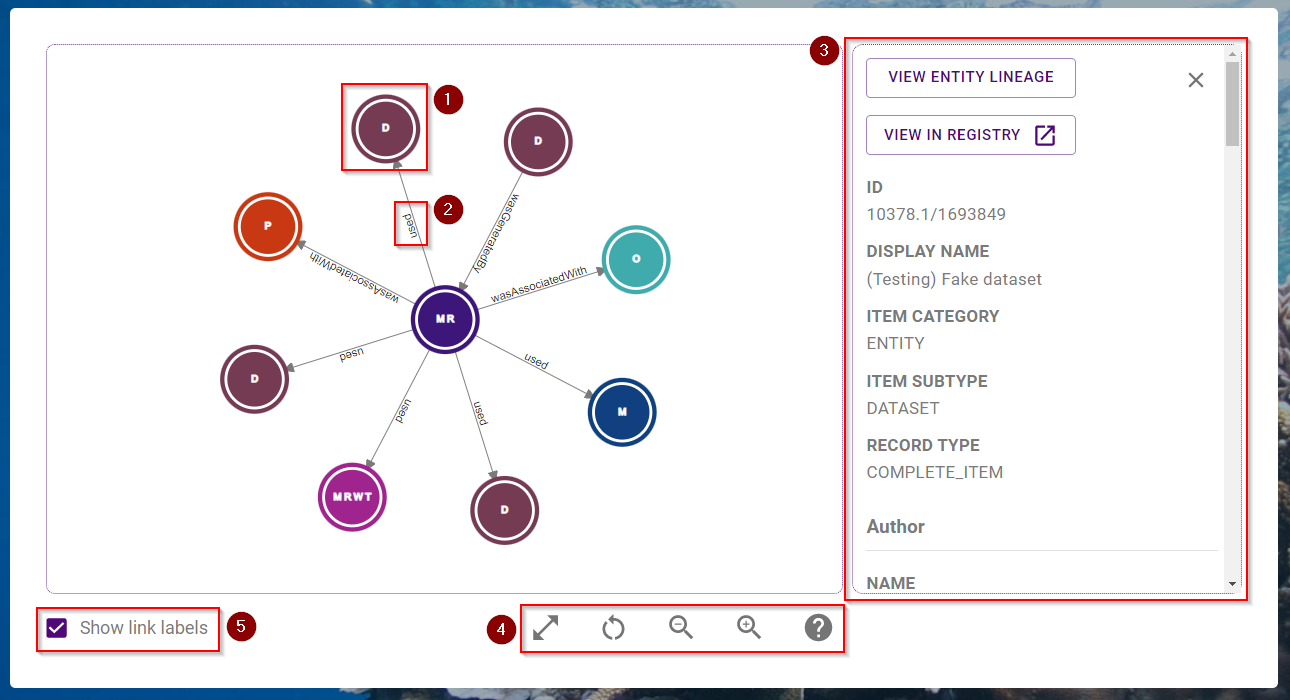 1
D
D
2
used
wasGeneratedBy
P
O
wasAssociatedWith
wasAssociatedWith
MR
used
used
D
used
used
M
MRWT
D
3
VIEW ENTITY LINEAGE
VIEW IN REGISTRY
ID
10378.1/1693849
DISPLAY NAME
(Testing) Fake dataset
ITEM CATEGORY
ENTITY
ITEM SUBTYPE
DATASET
RECORD TYPE
COMPLETE_ITEM
Author
NAME
Show link labels
5
4
?